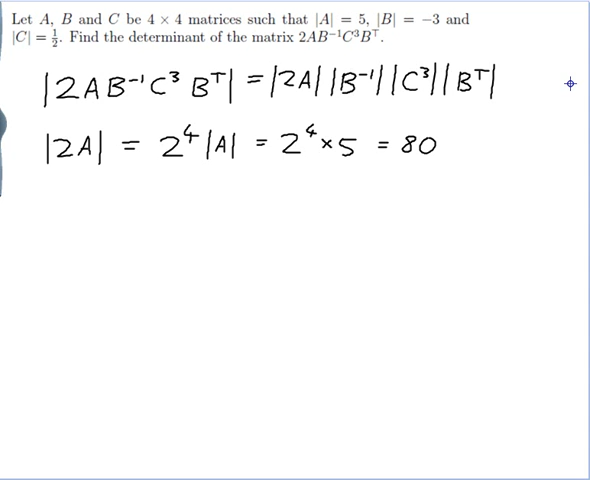 Let A, B and C be 4 × 4 matrices such that |A| = 5, |B| = −3 and
|C| = ½. Find the determinant of the matrix 2AB⁻¹C³Bᵀ.
|2AB⁻¹C³Bᵀ| = |2A||B⁻¹||C³||Bᵀ|
|2A| = 2⁴|A| = 2⁴×5 = 80